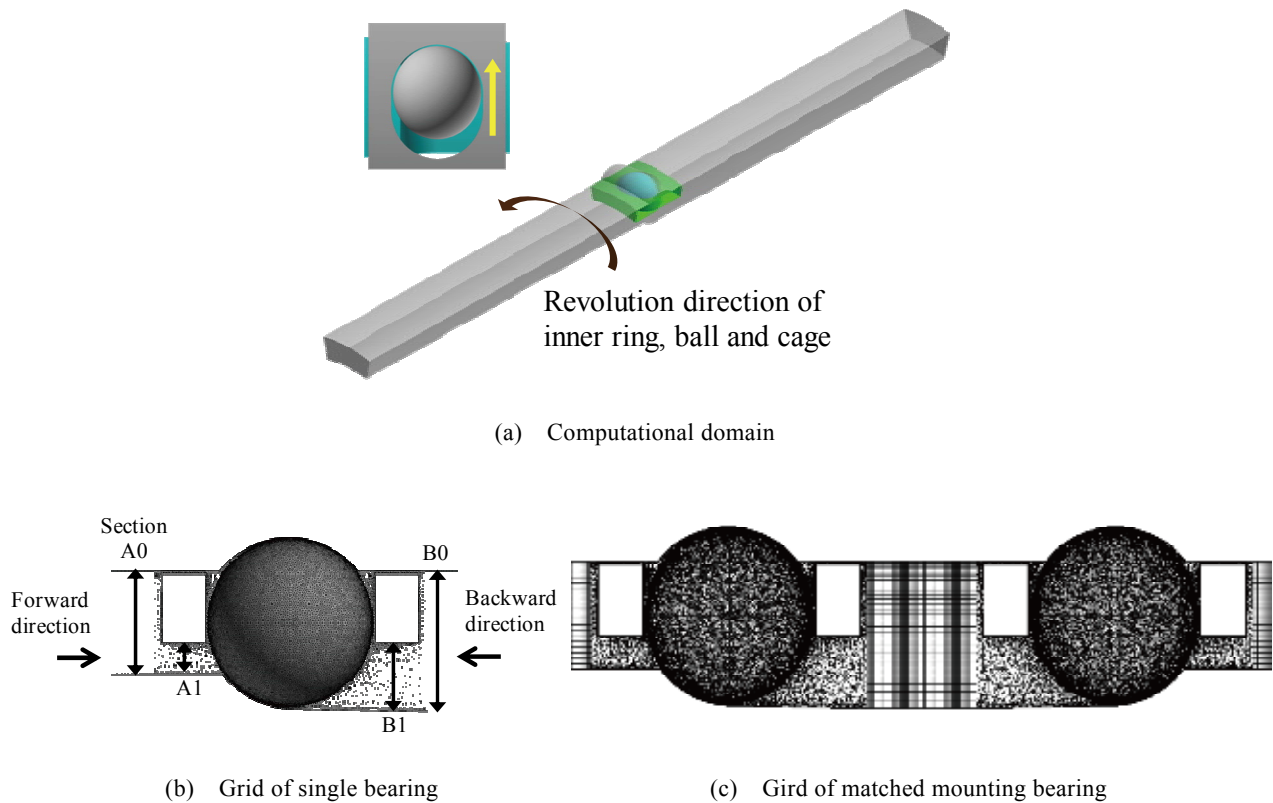 Revolution direction of
inner ring, ball and cage
(a) Computational domain
Section
A0
B0
Forward
direction
Backward
direction
A1
B1
(b) Grid of single bearing
(c) Gird of matched mounting bearing